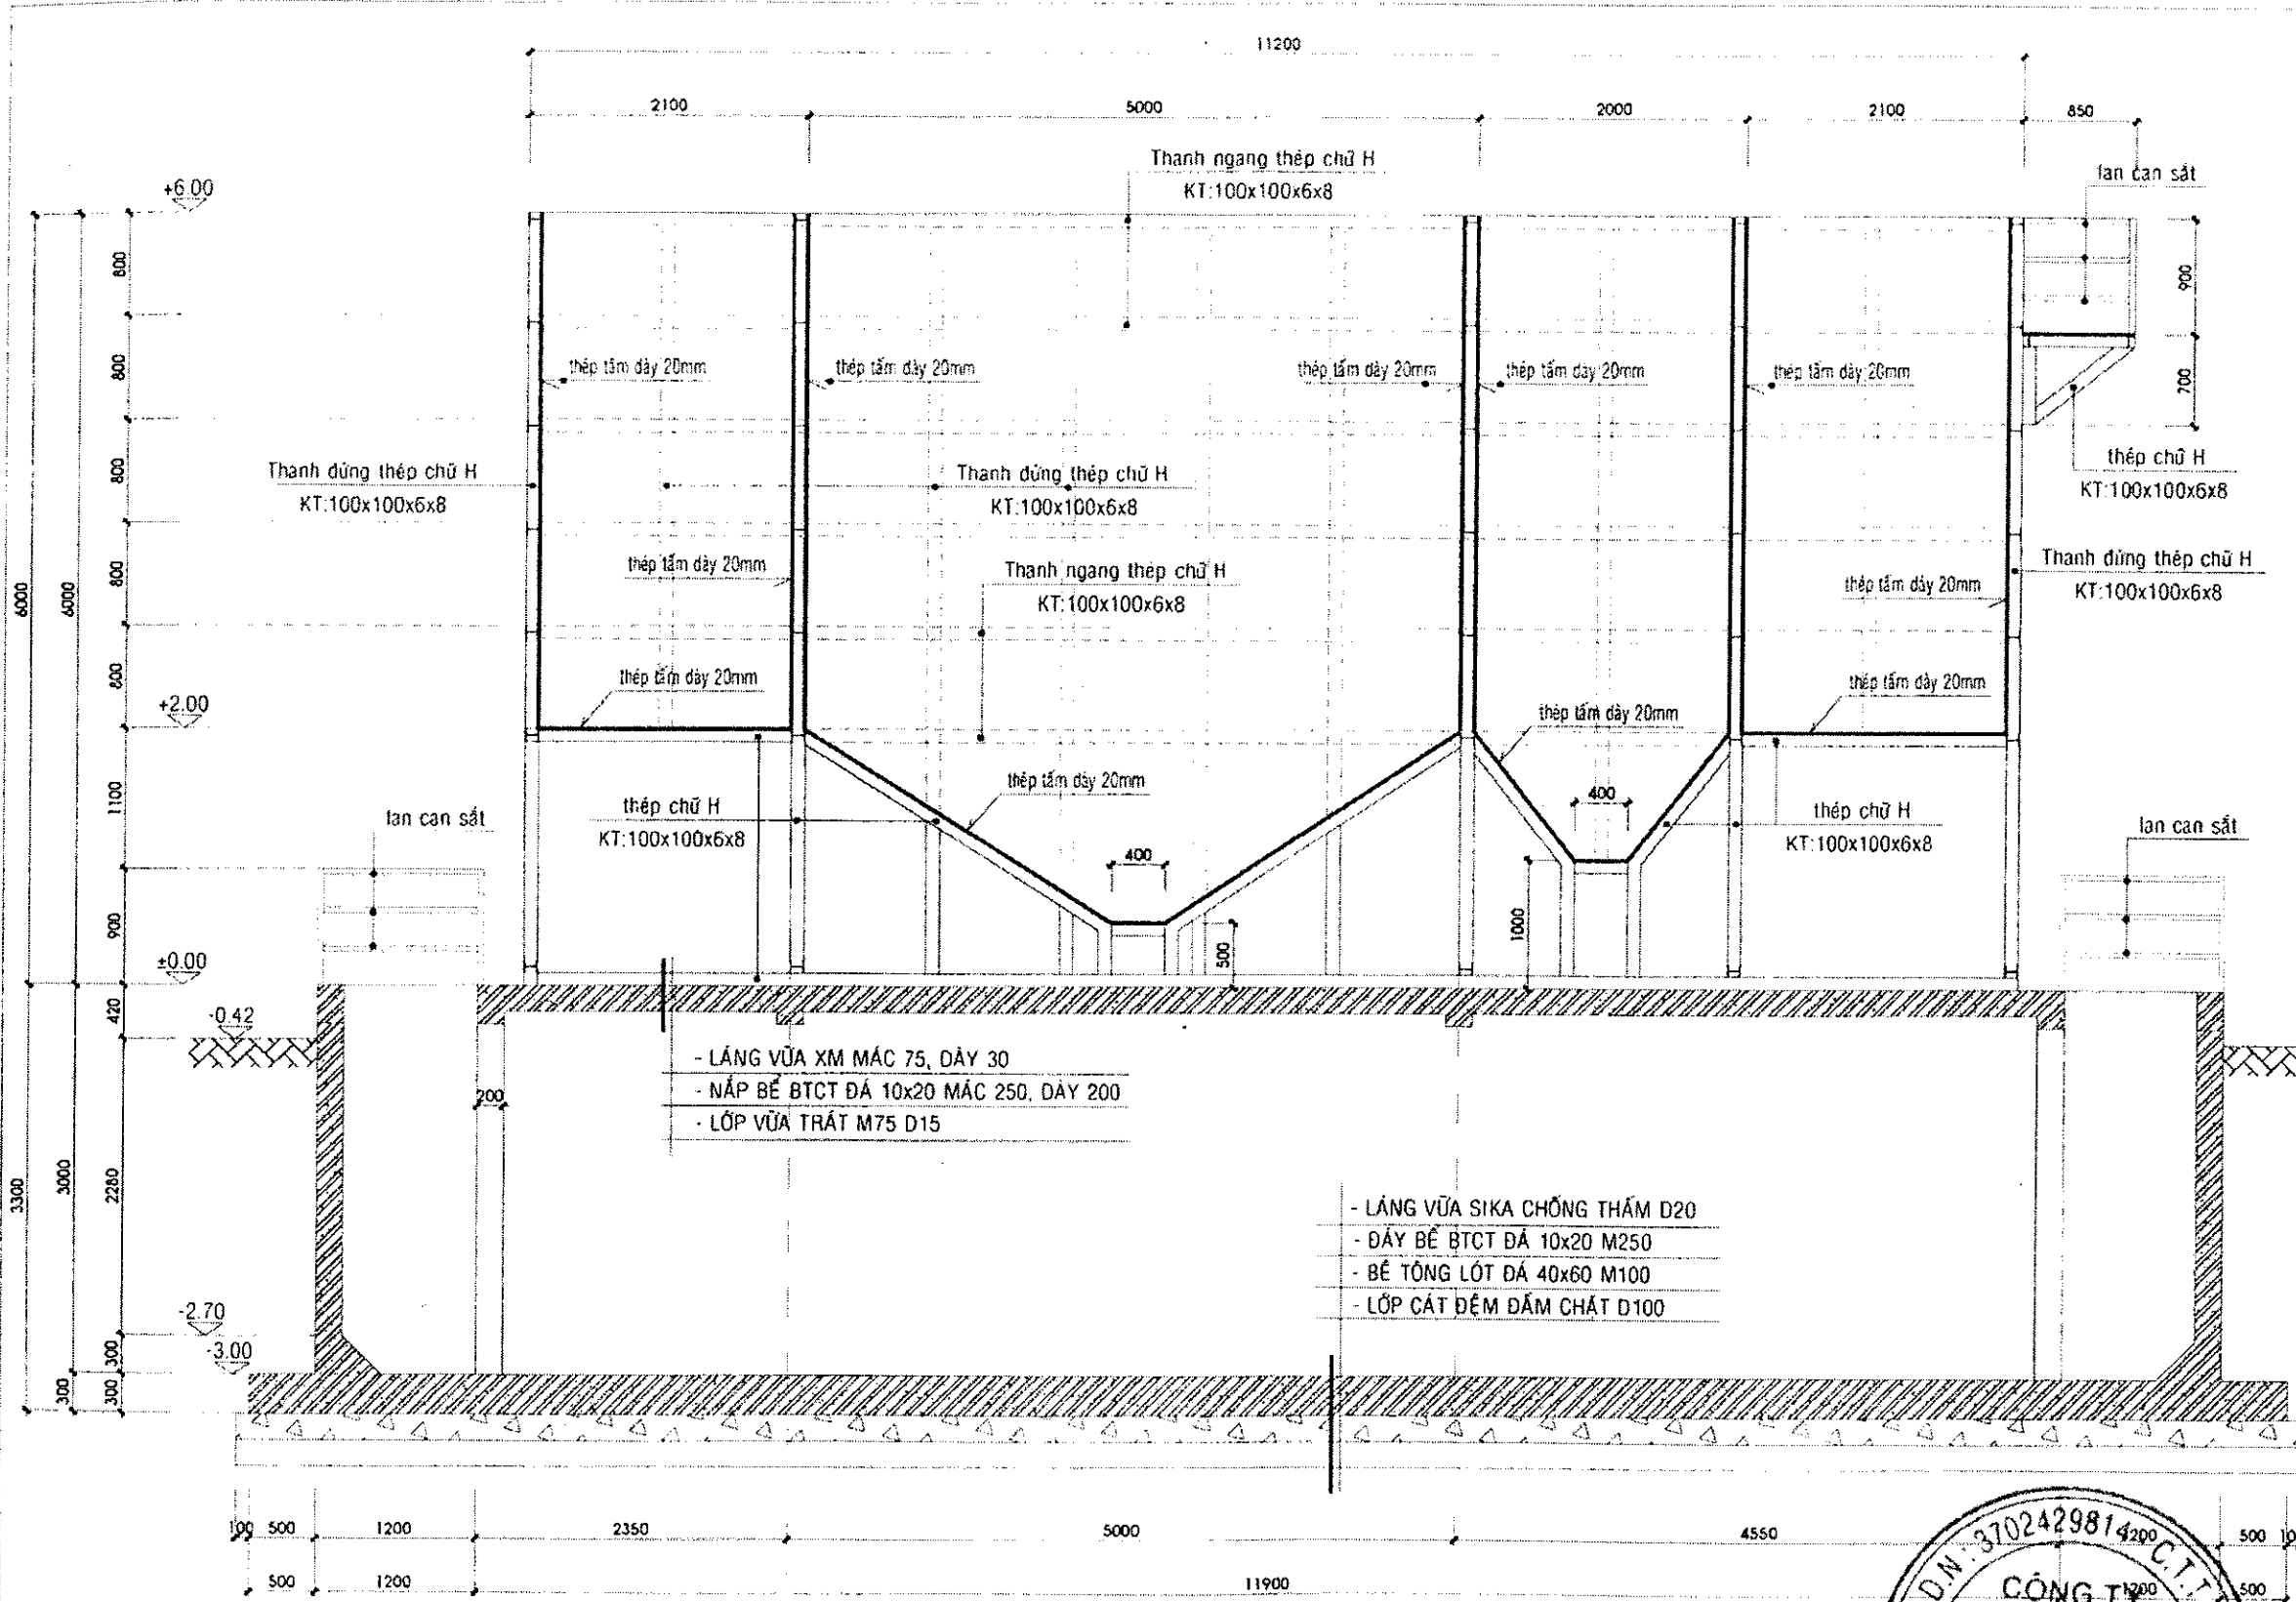 11200
2100
5000
2000
2100
850
Thanh ngang thép chữ H
KT:100x100x6x8
lan can sắt
+6.00
800
900
800
thép tấm dày 20mm
thép tấm dày 20mm
thép tấm dày 20mm
thép tấm dày 20mm
thép tấm dày 20mm
700
800
Thanh đứng thép chữ H
KT:100x100x6x8
Thanh đứng thép chữ H
KT:100x100x6x8
thép chữ H
KT:100x100x6x8
6000
6000
800
thép tấm dày 20mm
Thanh ngang thép chữ H
KT:100x100x6x8
thép tấm dày 20mm
Thanh đứng thép chữ H
KT:100x100x6x8
800
thép tấm dày 20mm
thép tấm dày 20mm
+2.00
thép tấm dày 20mm
1100
thép tấm dày 20mm
400
lan can sắt
thép chữ H
KT:100x100x6x8
thép chữ H
KT:100x100x6x8
lan can sắt
400
900
500
1000
±0.00
420
-0.42
- LÁNG VỮA XM MÁC 75, DÀY 30
- NẮP BỂ BTCT ĐÁ 10x20 MÁC 250, DÀY 200
- LỚP VỮA TRÁT M75 D15
200
3300
3000
2280
- LÁNG VỮA SIKA CHỐNG THẤM D20
- ĐÁY BỂ BTCT ĐÁ 10x20 M250
- BÊ TÔNG LÓT ĐÁ 40x60 M100
- LỚP CÁT ĐỆM ĐẦM CHẶT D100
-2.70
-3.00
300
300
300
100
500
1200
2350
5000
4550
1200
500
10
500
1200
11900
1200
500
D.N: 3702429814 C.T.T
CÔNG TY